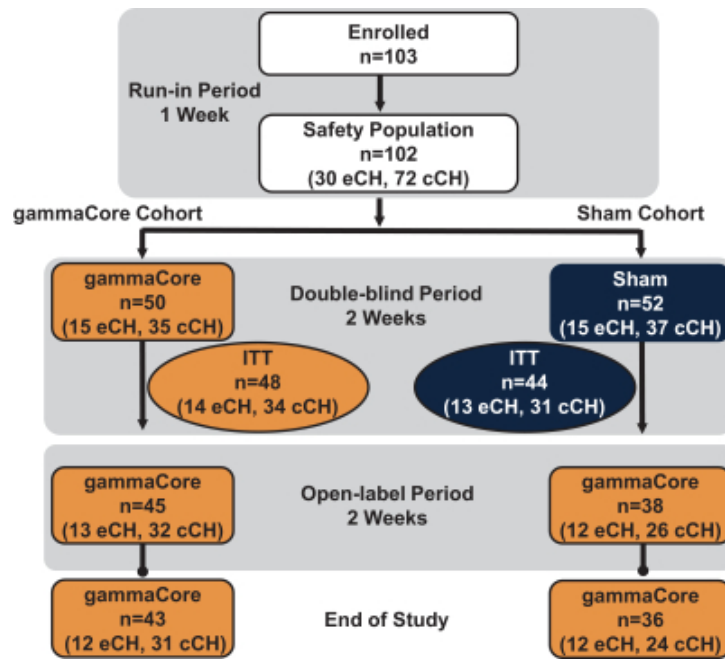 Enrolled
n=103
Run-in Period
1 Week
Safety Population
n=102
(30 eCH, 72 cCH)
gammaCore Cohort
Sham Cohort
gammaCore
n=50
(15 eCH, 35 cCH)
Double-blind Period
2 Weeks
Sham
n=52
(15 eCH, 37 cCH)
ITT
n=48
(14 eCH, 34 cCH)
ITT
n=44
(13 eCH, 31 cCH)
gammaCore
n=45
(13 eCH, 32 cCH)
Open-label Period
2 Weeks
gammaCore
n=38
(12 eCH, 26 cCH)
gammaCore
n=43
(12 eCH, 31 cCH)
End of Study
gammaCore
n=36
(12 eCH, 24 cCH)